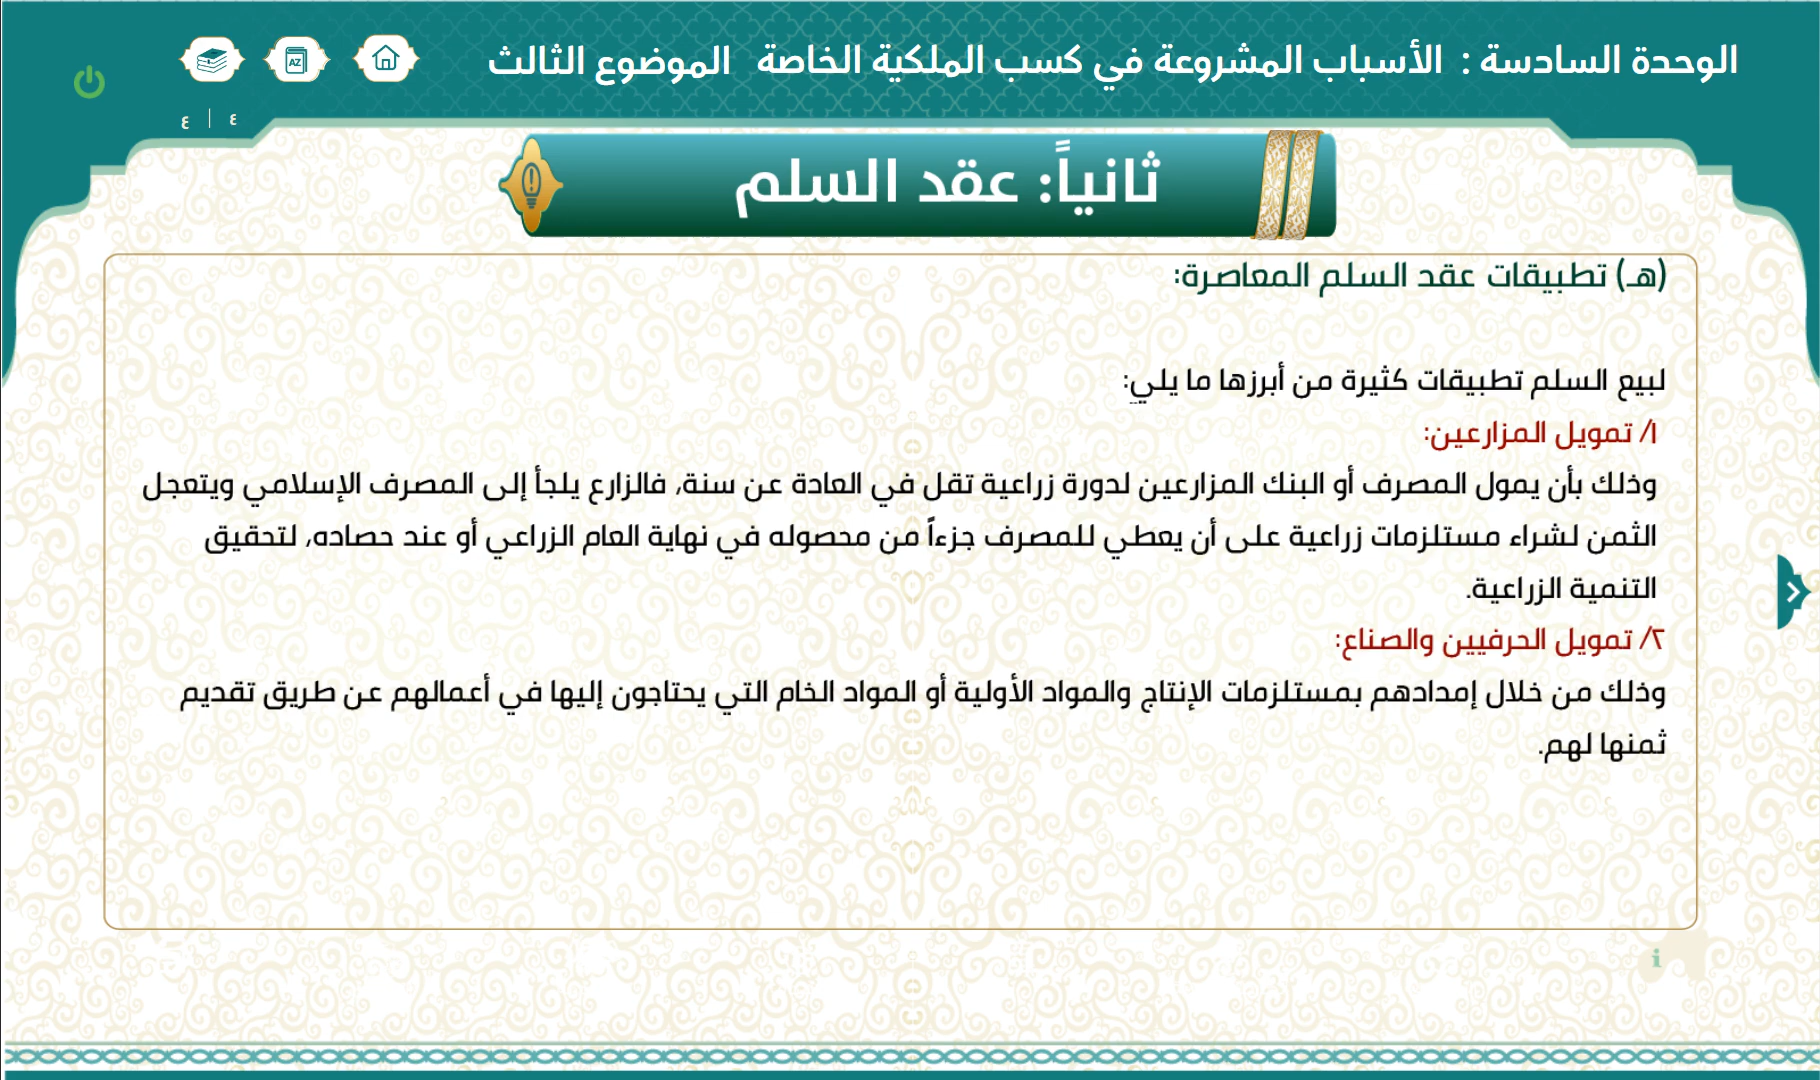 الوحدة السادسة : الأسباب المشروعة في كسب الملكية الخاصة الموضوع الثالث
AZ
٤ | ٤
ثانياً: عقد السلم
(هـ) تطبيقات عقد السلم المعاصرة:
لبيع السلم تطبيقات كثيرة من أبرزها ما يلي:
١/ تمويل المزارعين:
وذلك بأن يمول المصرف أو البنك المزارعين لدورة زراعية تقل في العادة عن سنة، فالزارع يلجأ إلى المصرف الإسلامي ويتعجل
الثمن لشراء مستلزمات زراعية على أن يعطي للمصرف جزءاً من محصوله في نهاية العام الزراعي أو عند حصاده، لتحقيق
التنمية الزراعية.
٢/ تمويل الحرفيين والصناع:
وذلك من خلال إمدادهم بمستلزمات الإنتاج والمواد الأولية أو المواد الخام التي يحتاجون إليها في أعمالهم عن طريق تقديم
ثمنها لهم.
i